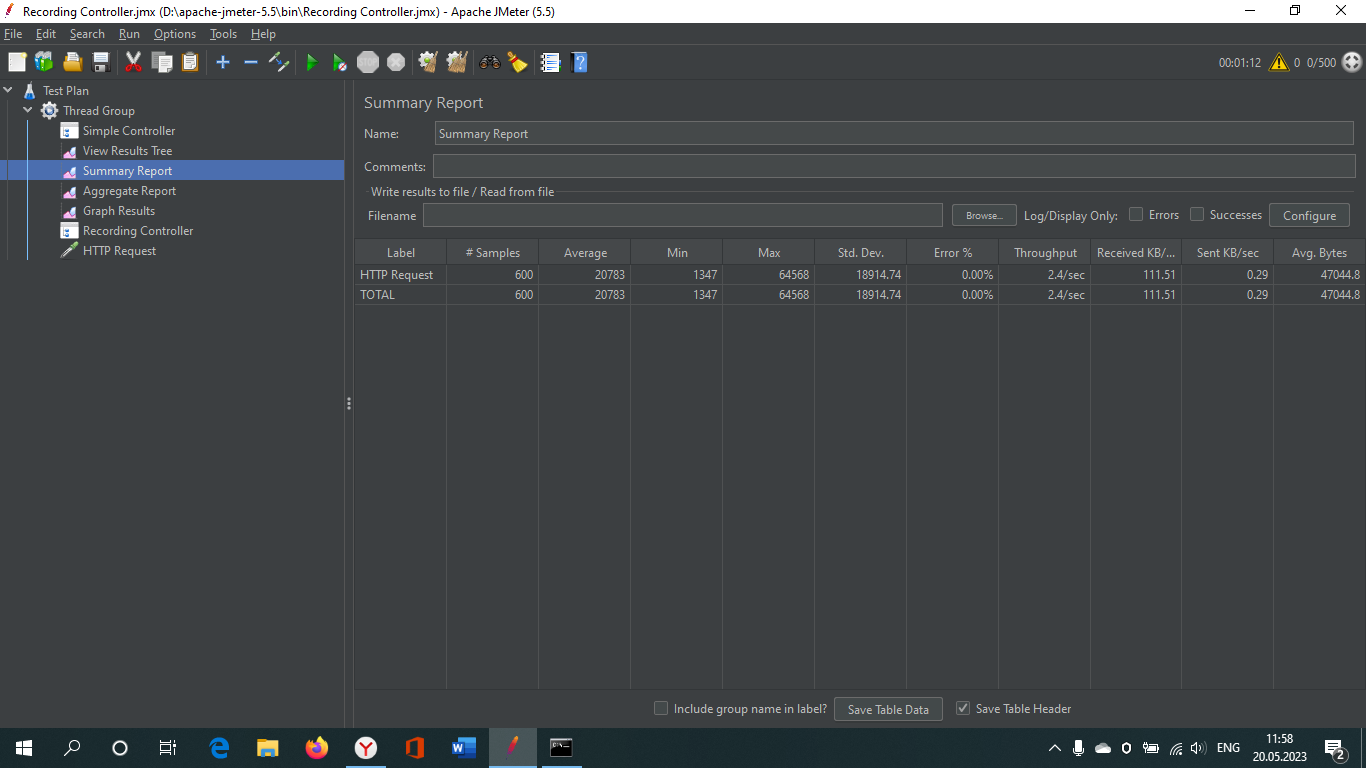 Recording Controller.jmx (D:\apache-jmeter-5.5\bin\Recording Controller.jmx) - Apache JMeter (5.5)
File Edit Search Run Options Tools Help
STOP 00:01:12 0 0/500
Test Plan
Thread Group
Simple Controller
View Results Tree
Summary Report
Aggregate Report
Graph Results
Recording Controller
HTTP Request
Summary Report
Name: Summary Report
Comments:
Write results to file / Read from file
Filename Browse... Log/Display Only: Errors Successes Configure
Label # Samples Average Min Max Std. Dev. Error % Throughput Received KB/... Sent KB/sec Avg. Bytes
HTTP Request 600 20783 1347 64568 18914.74 0.00% 2.4/sec 111.51 0.29 47044.8
TOTAL 600 20783 1347 64568 18914.74 0.00% 2.4/sec 111.51 0.29 47044.8
Include group name in label? Save Table Data Save Table Header
ENG 11:58
20.05.2023 2